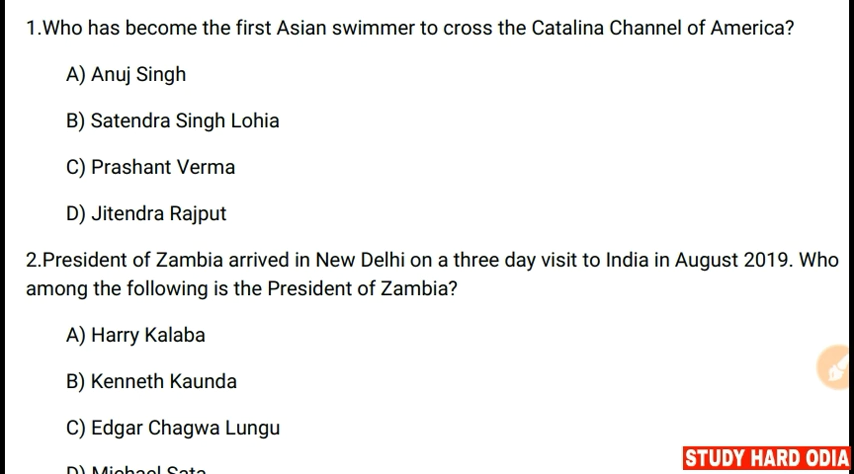 1.Who has become the first Asian swimmer to cross the Catalina Channel of America?
A) Anuj Singh
B) Satendra Singh Lohia
C) Prashant Verma
D) Jitendra Rajput
2.President of Zambia arrived in New Delhi on a three day visit to India in August 2019. Who
among the following is the President of Zambia?
A) Harry Kalaba
B) Kenneth Kaunda
C) Edgar Chagwa Lungu
D) Michael Sata
STUDY HARD ODIA